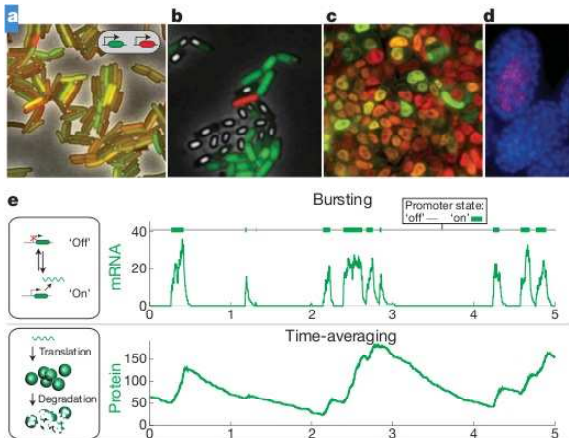 a
b
c
d
e
Bursting
Promoter state:
'off' — 'on'
'Off'
'On'
mRNA
40
20
0
0 1 2 3 4 5
Time-averaging
Translation
Degradation
Protein
150
100
50
0 1 2 3 4 5